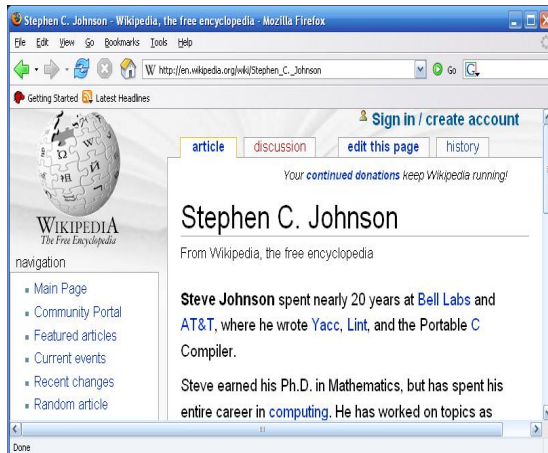 Stephen C. Johnson - Wikipedia, the free encyclopedia - Mozilla Firefox
File Edit View Go Bookmarks Tools Help
W http://en.wikipedia.org/wiki/Stephen_C._Johnson Go G
Getting Started Latest Headlines
Sign in / create account
article discussion edit this page history
Your continued donations keep Wikipedia running!
WIKIPEDIA
The Free Encyclopedia
navigation
Main Page
Community Portal
Featured articles
Current events
Recent changes
Random article
Stephen C. Johnson
From Wikipedia, the free encyclopedia
Steve Johnson spent nearly 20 years at Bell Labs and
AT&T, where he wrote Yacc, Lint, and the Portable C
Compiler.
Steve earned his Ph.D. in Mathematics, but has spent his
entire career in computing. He has worked on topics as
Done